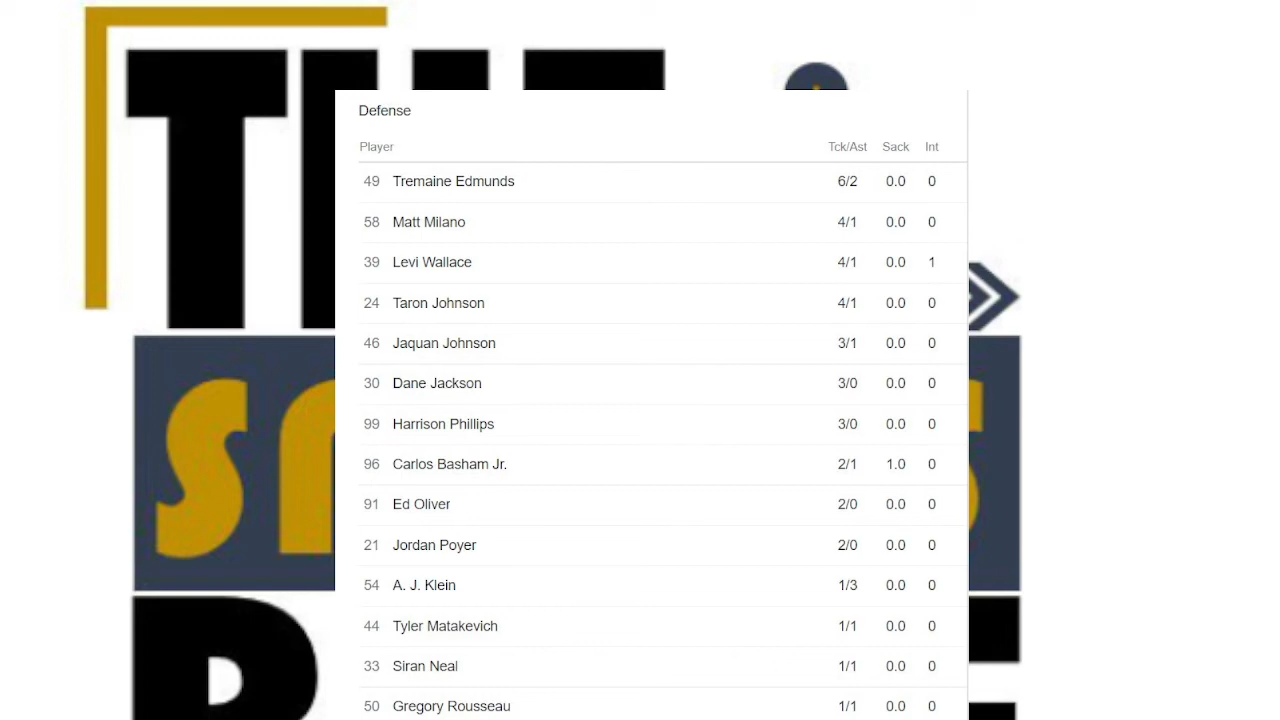 THE
Defense
Player Tck/Ast Sack Int
49 Tremaine Edmunds 6/2 0.0 0
58 Matt Milano 4/1 0.0 0
39 Levi Wallace 4/1 0.0 1
24 Taron Johnson 4/1 0.0 0
46 Jaquan Johnson 3/1 0.0 0
30 Dane Jackson 3/0 0.0 0
99 Harrison Phillips 3/0 0.0 0
96 Carlos Basham Jr. 2/1 1.0 0
91 Ed Oliver 2/0 0.0 0
21 Jordan Poyer 2/0 0.0 0
54 A. J. Klein 1/3 0.0 0
44 Tyler Matakevich 1/1 0.0 0
33 Siran Neal 1/1 0.0 0
50 Gregory Rousseau 1/1 0.0 0